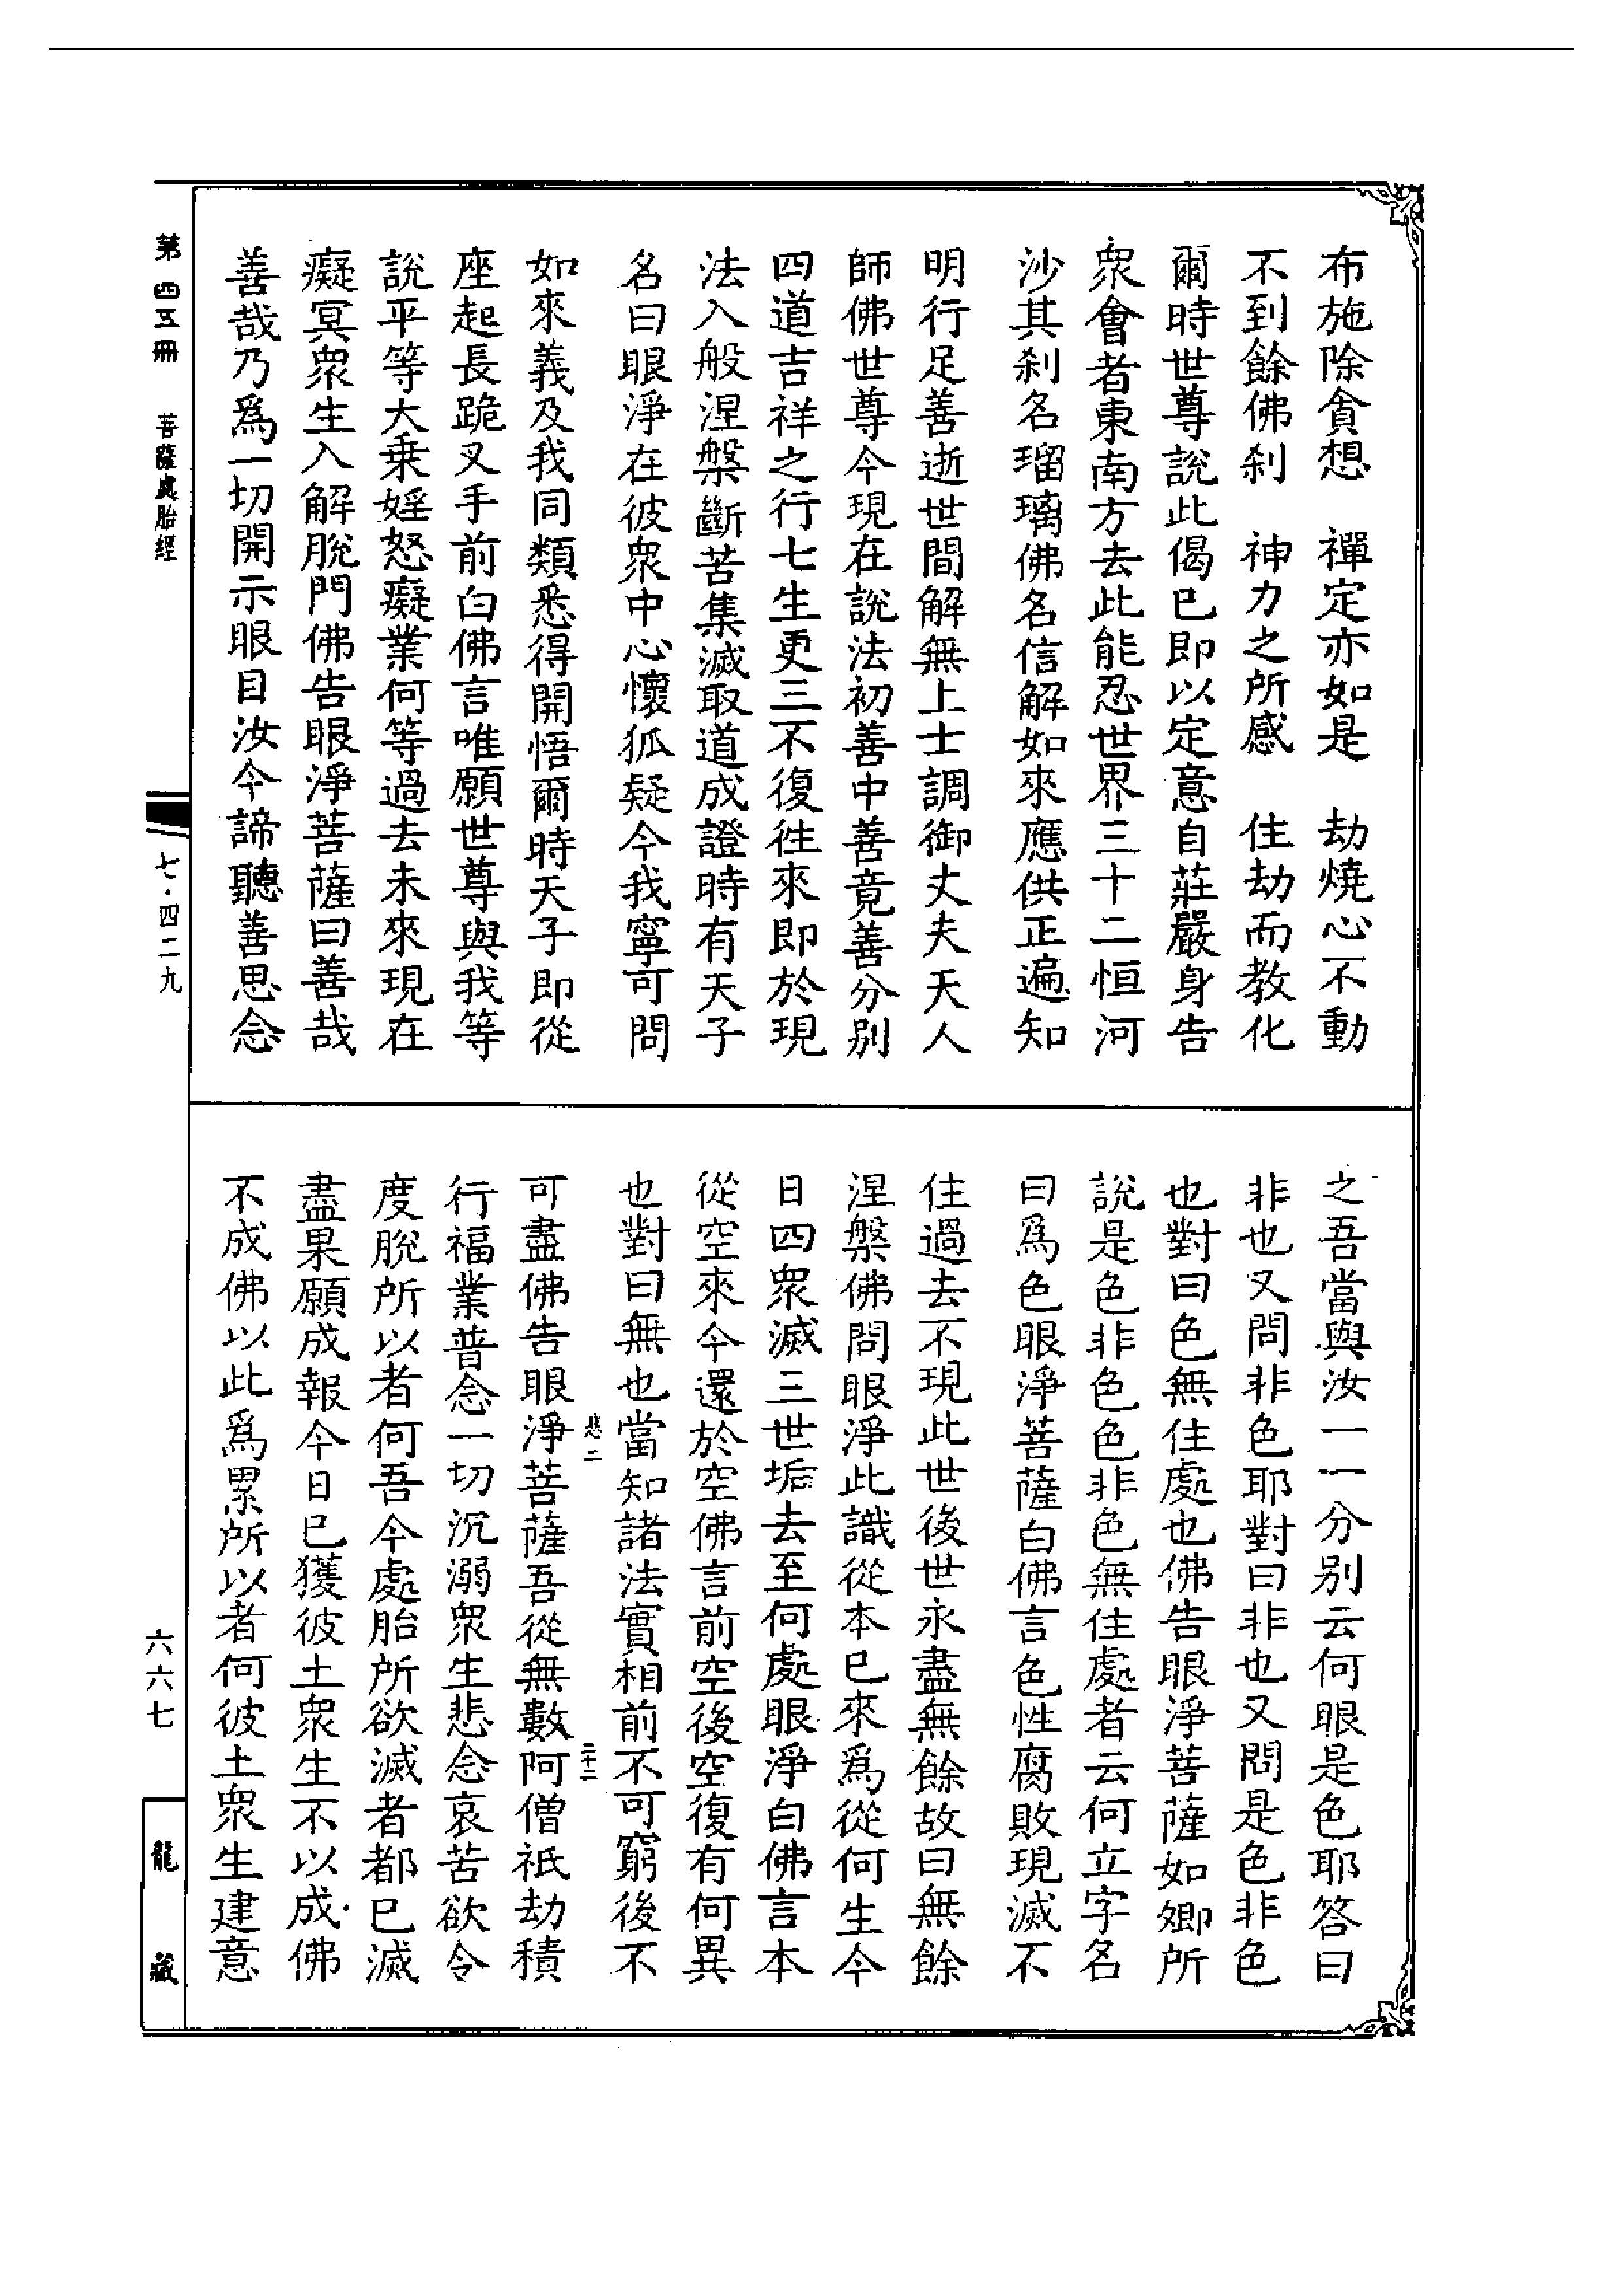 布施除貪想　禪定亦如是　劫燒心不動
不到餘佛刹　神力之所感　住劫而教化
爾時世尊說此偈已即以定意自莊嚴身告
衆會者東南方去此能忍世界三十二恒河
沙其刹名瑠璃佛名信解如來應供正遍知
明行足善逝世間解無上士調御丈夫天人
師佛世尊今現在說法初善中善竟善分別
四道吉祥之行七生更三不復徃來即於現
法入般涅槃斷苦集滅取道成證時有天子
名曰眼淨在彼衆中心懷狐疑今我寧可問
如來義及我同類悉得開悟爾時天子即從
座起長跪叉手前白佛言唯願世尊與我等
說平等大乗婬怒癡業何等過去未來現在
癡冥衆生入解脫門佛告眼淨菩薩曰善哉
善哉乃爲一切開示眼目汝今諦聽善思念
之吾當與汝一一分別云何眼是色耶答曰
非也又問非色耶對曰非也又問是色非色
也對曰色無住處也佛告眼淨菩薩如卿所
說是色非色色非色無住處者云何立字名
曰爲色眼淨菩薩白佛言色性腐敗現滅不
住過去不現此世後世永盡無餘故曰無餘
涅槃佛問眼淨此識從本已來爲從何生今
日四衆滅三世垢去至何處眼淨白佛言本
從空來今還於空佛言前空後空復有何異
也對曰無也當知諸法實相前不可窮後不
悲二　二十二
可盡佛告眼淨菩薩吾從無數阿僧祇劫積
行福業普念一切沉溺衆生悲念哀苦欲令
度脫所以者何吾今處胎所欲滅者都已滅
盡果願成報今日已獲彼土衆生不以成佛
不成佛以此爲累所以者何彼土衆生建意
第四五冊　菩薩處胎經
七·四二九
六六七
龍藏